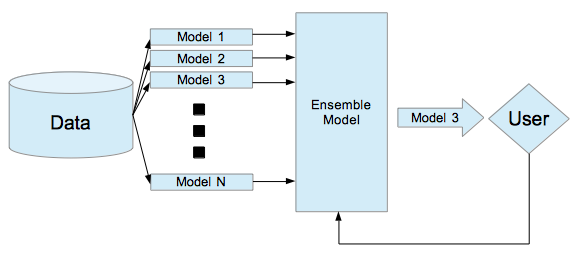 Data
Model 1
Model 2
Model 3
Model N
Ensemble
Model
Model 3
User